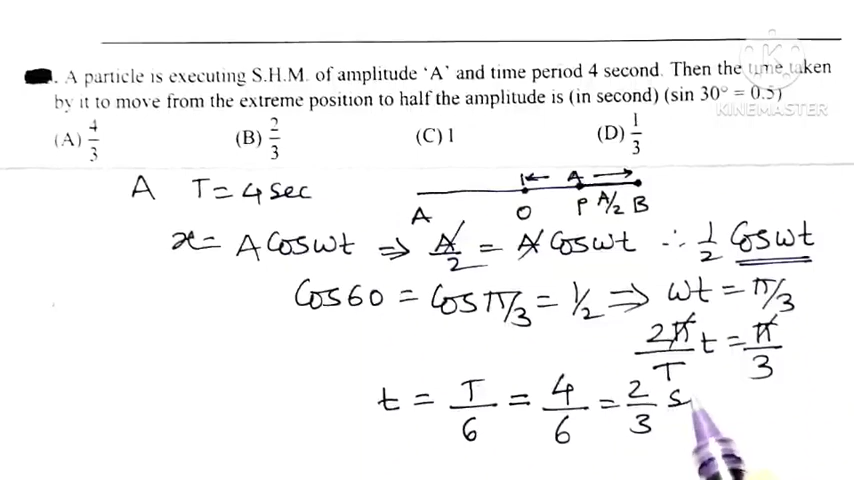 . A particle is executing S.H.M. of amplitude 'A' and time period 4 second. Then the time taken
by it to move from the extreme position to half the amplitude is (in second) (sin 30° = 0.5)
KINEMASTER
(A) 4/3 (B) 2/3 (C) 1 (D) 1/3
A T = 4 sec
A
A O P A/2 B
x = A Cos ωt ⇒ A/2 = A Cos ωt ∴ 1/2 Cos ωt
Cos 60 = Cos π/3 = 1/2 ⇒ ωt = π/3
2π/T t = π/3
t = T/6 = 4/6 = 2/3 s